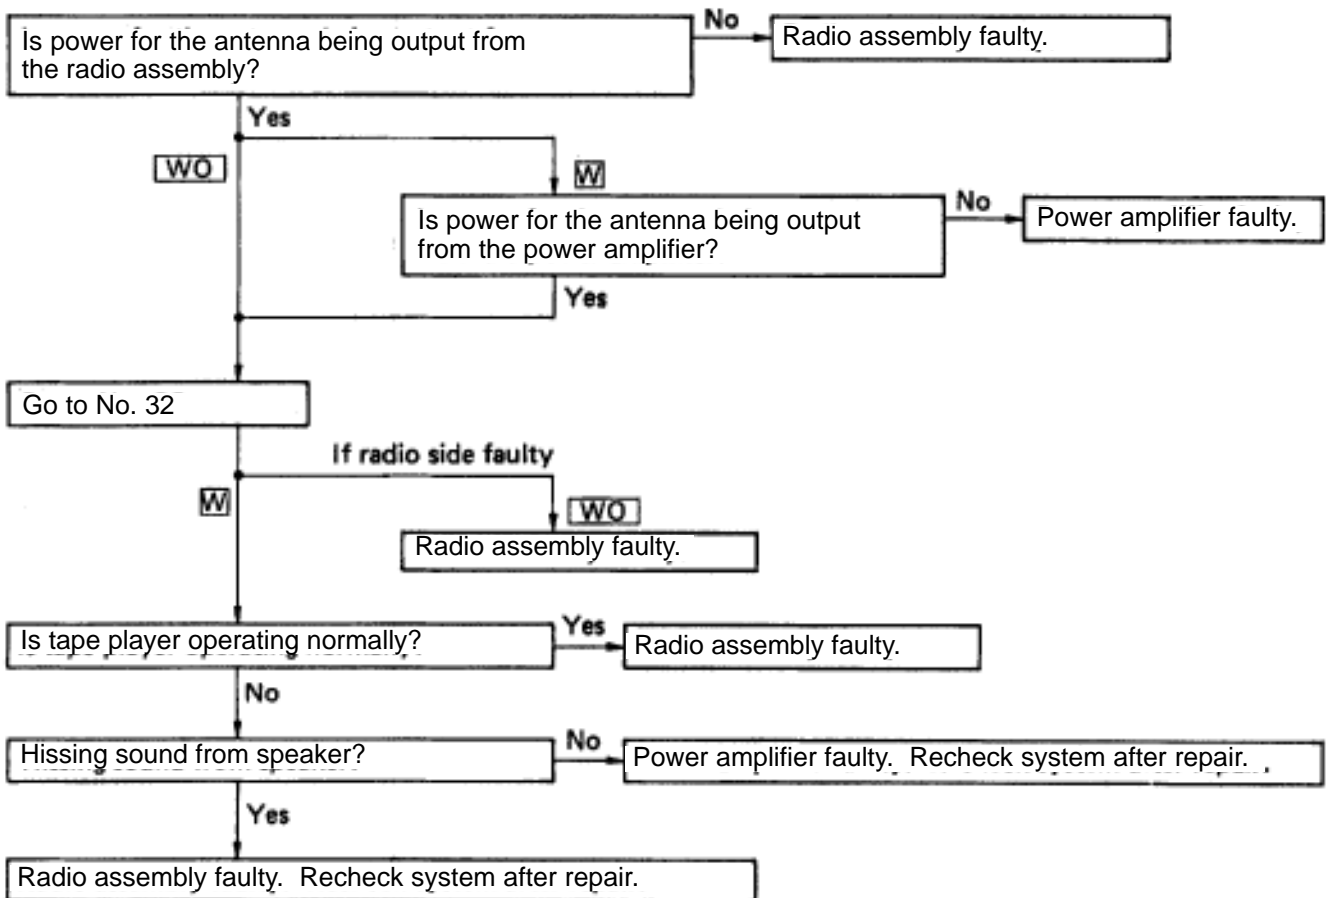 Is power for the antenna being output from
the radio assembly?
No
Radio assembly faulty.
Yes
WO
W
Is power for the antenna being output
from the power amplifier?
No
Power amplifier faulty.
Yes
Go to No. 32
If radio side faulty
W
WO
Radio assembly faulty.
Is tape player operating normally?
Yes
Radio assembly faulty.
No
Hissing sound from speaker?
No
Power amplifier faulty. Recheck system after repair.
Yes
Radio assembly faulty. Recheck system after repair.